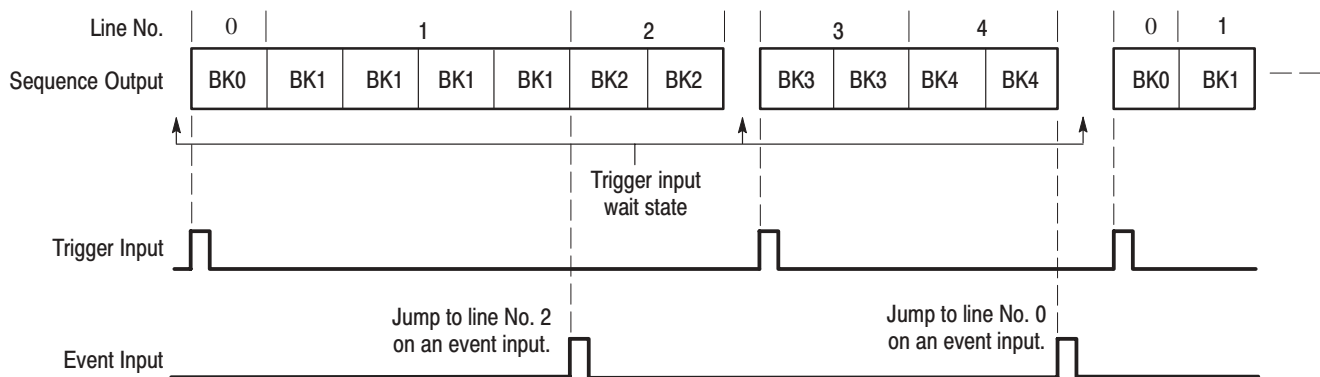 Line No. 0 1 2 3 4 0 1
Sequence Output BK0 BK1 BK1 BK1 BK1 BK2 BK2 BK3 BK3 BK4 BK4 BK0 BK1
Trigger input
wait state
Trigger Input
Jump to line No. 2
on an event input.
Jump to line No. 0
on an event input.
Event Input